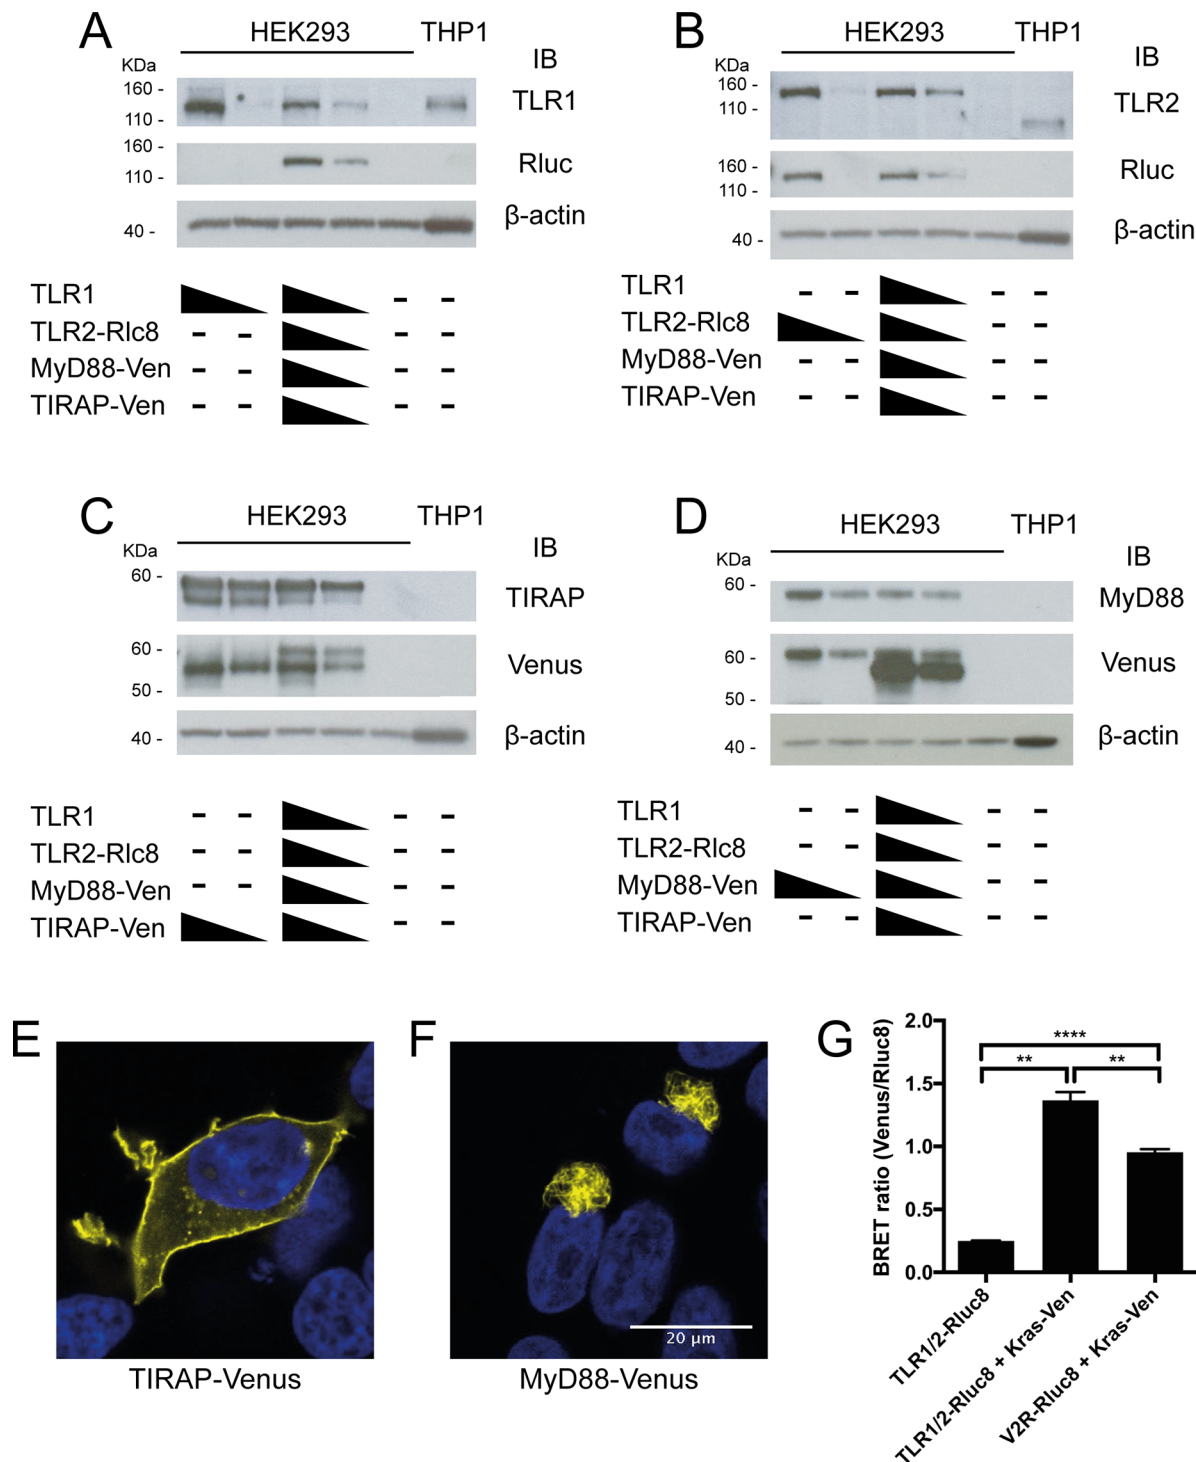 A
HEK293 THP1
KDa
IB
160 -
110 -
TLR1
160 -
110 -
Rluc
40 -
β-actin
TLR1 - -
TLR2-Rlc8 - - - -
MyD88-Ven - - - -
TIRAP-Ven - - - -
B
HEK293 THP1
KDa
IB
160 -
110 -
TLR2
160 -
110 -
Rluc
40 -
β-actin
TLR1 - - - -
TLR2-Rlc8 - -
MyD88-Ven - - - -
TIRAP-Ven - - - -
C
HEK293 THP1
KDa
IB
60 -
TIRAP
60 -
50 -
Venus
40 -
β-actin
TLR1 - - - -
TLR2-Rlc8 - - - -
MyD88-Ven - - - -
TIRAP-Ven - -
D
HEK293 THP1
KDa
IB
60 -
MyD88
60 -
50 -
Venus
40 -
β-actin
TLR1 - - - -
TLR2-Rlc8 - - - -
MyD88-Ven - -
TIRAP-Ven - - - -
E
TIRAP-Venus
F
20 μm
MyD88-Venus
G
BRET ratio (Venus/Rluc8)
2.0
1.5
1.0
0.5
0.0
****
** **
TLR1/2-Rluc8
TLR1/2-Rluc8 + Kras-Ven
V2R-Rluc8 + Kras-Ven